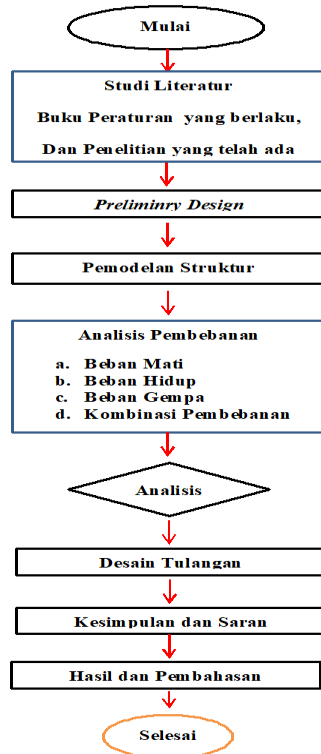 Mulai
Studi Literatur
Buku Peraturan yang berlaku,
Dan Penelitian yang telah ada
Preliminry Design
Pemodelan Struktur
Analisis Pembebanan
a. Beban Mati
b. Beban Hidup
c. Beban Gempa
d. Kombinasi Pembebanan
Analisis
Desain Tulangan
Kesimpulan dan Saran
Hasil dan Pembahasan
Selesai